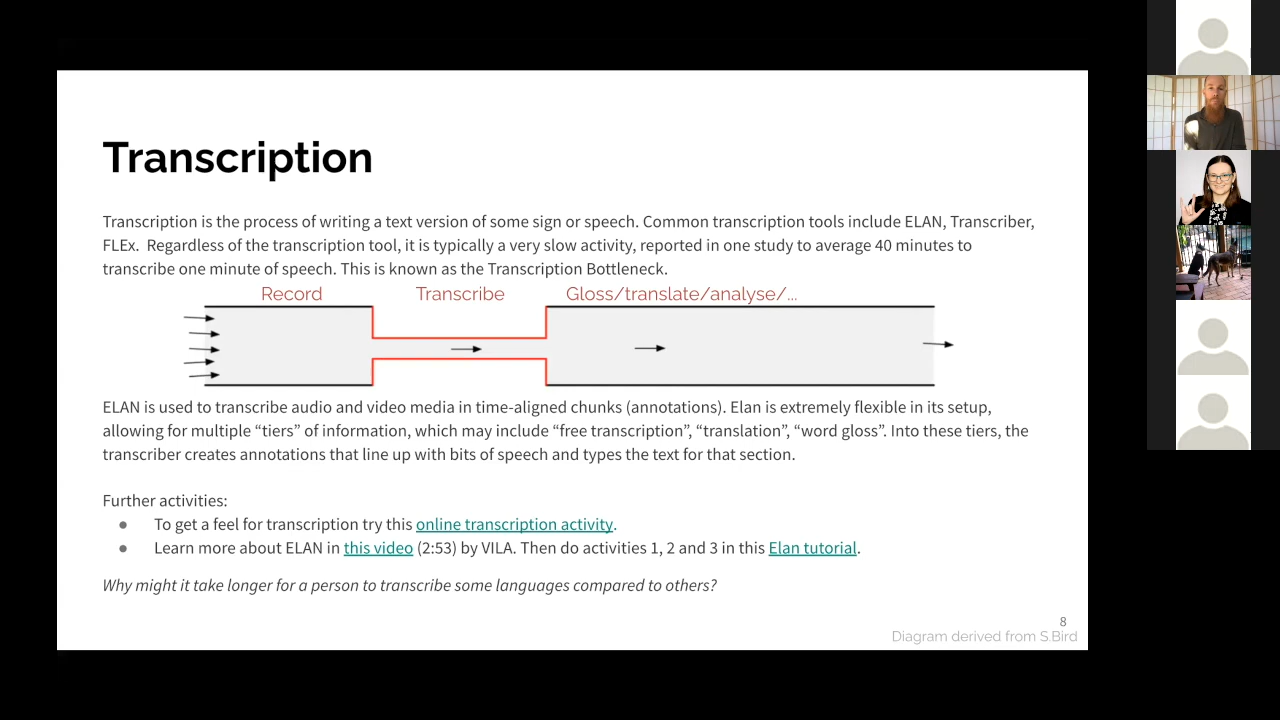 Transcription
Transcription is the process of writing a text version of some sign or speech. Common transcription tools include ELAN, Transcriber,
FLEx.  Regardless of the transcription tool, it is typically a very slow activity, reported in one study to average 40 minutes to
transcribe one minute of speech. This is known as the Transcription Bottleneck.
Record Transcribe Gloss/translate/analyse/...
ELAN is used to transcribe audio and video media in time-aligned chunks (annotations). Elan is extremely flexible in its setup,
allowing for multiple “tiers” of information, which may include “free transcription”, “translation”, “word gloss”. Into these tiers, the
transcriber creates annotations that line up with bits of speech and types the text for that section.
Further activities:
● To get a feel for transcription try this online transcription activity.
● Learn more about ELAN in this video (2:53) by VILA. Then do activities 1, 2 and 3 in this Elan tutorial.
Why might it take longer for a person to transcribe some languages compared to others?
8
Diagram derived from S.Bird